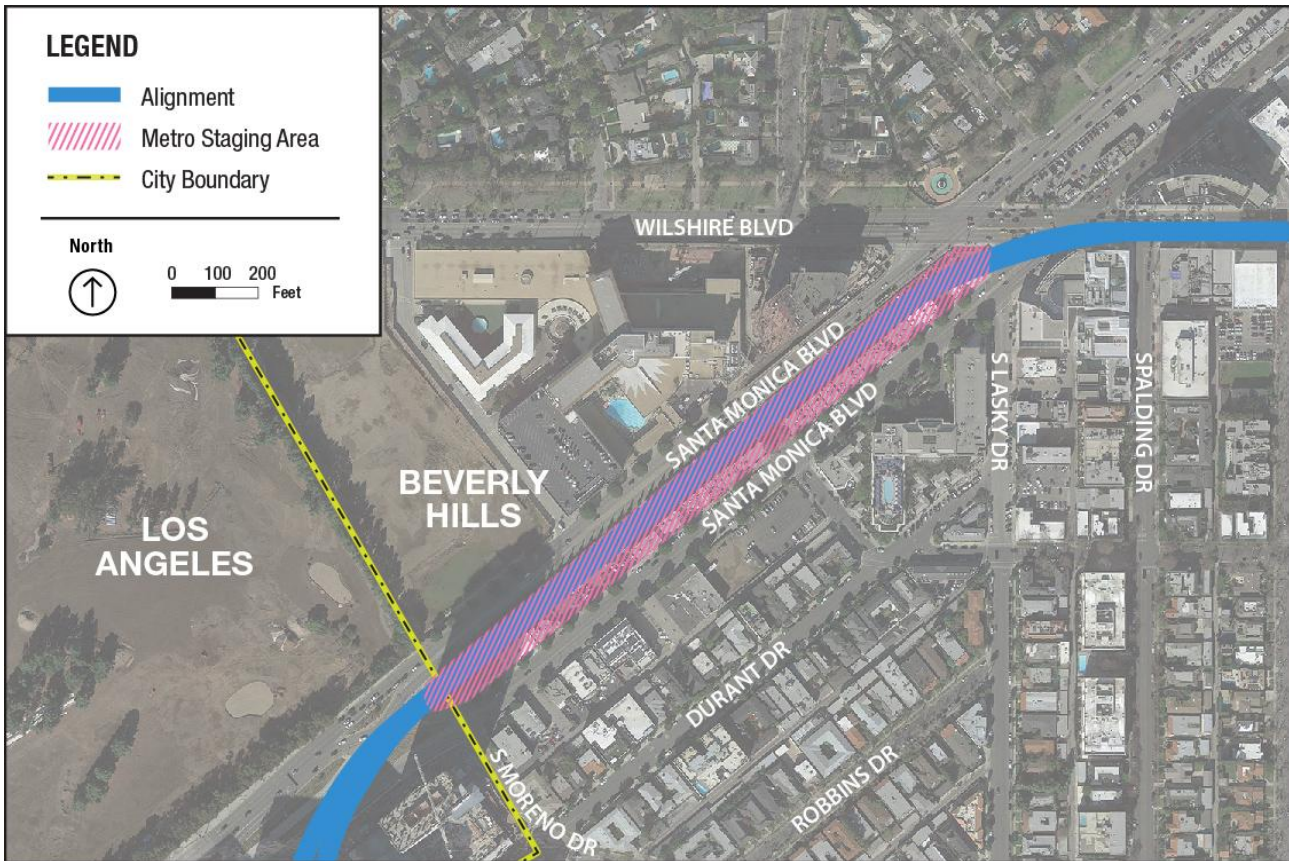 LEGEND
Alignment
Metro Staging Area
City Boundary
North
0 100 200
Feet
WILSHIRE BLVD
SANTA MONICA BLVD
SANTA MONICA BLVD
S LASKY DR
SPALDING DR
BEVERLY
HILLS
LOS
ANGELES
DURANT DR
ROBBINS DR
S MORENO DR